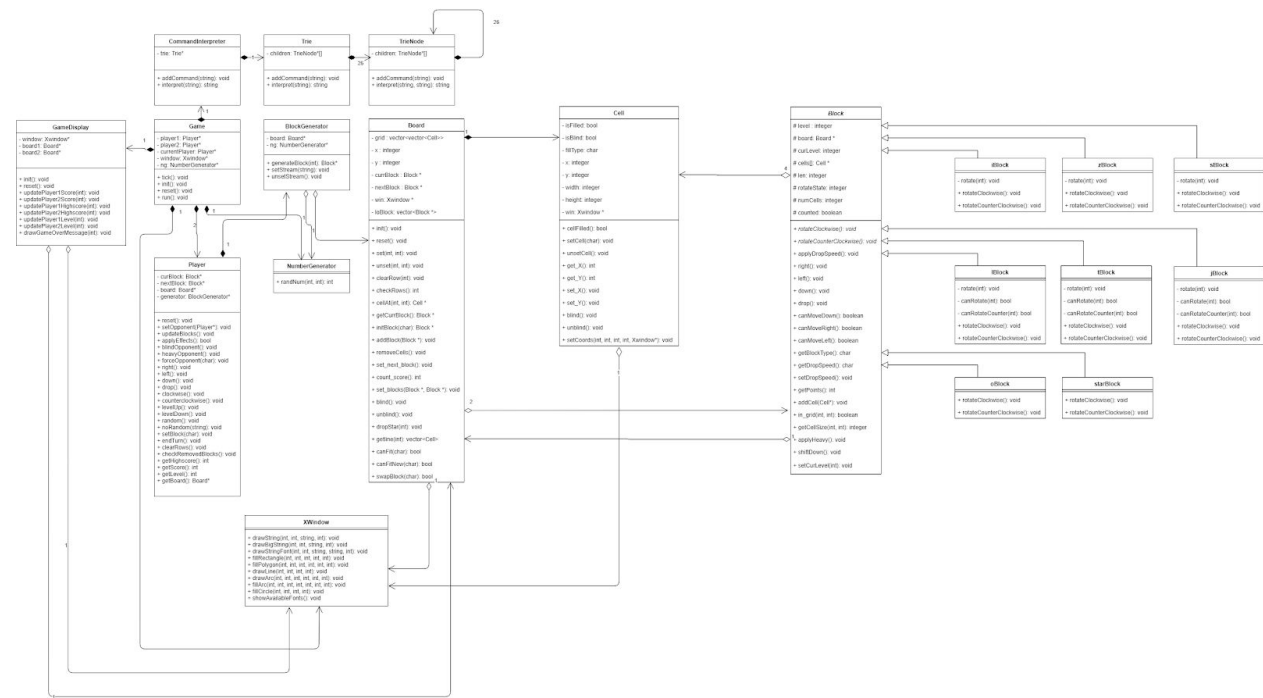 26
CommandInterpreter
- trie: Trie*
+ addCommand(string): void
+ interpret(string): string
1
Trie
- children: TrieNode*[]
+ addCommand(string): void
+ interpret(string): string
26
TrieNode
- children: TrieNode*[]
+ addCommand(string): void
+ interpret(string, string): string
1
GameDisplay
- window: Xwindow*
- board1: Board*
- board2: Board*
+ init(): void
+ reset(): void
+ updatePlayer1Score(int): void
+ updatePlayer2Score(int): void
+ updatePlayer1Highscore(int): void
+ updatePlayer2Highscore(int): void
+ updatePlayer1Level(int): void
+ updatePlayer2Level(int): void
+ drawGameOverMessage(int): void
1
Game
- player1: Player*
- player2: Player*
- currentPlayer: Player*
- window: Xwindow*
- ng: NumberGenerator*
+ tick(): void
+ init(): void
+ reset(): void
+ run(): void
1
2
1
1
BlockGenerator
- board: Board*
- ng: NumberGenerator*
+ generateBlock(int): Block*
+ setStream(string): void
+ unsetStream(): void
1
1
NumberGenerator
+ randNum(int, int): int
Player
- curBlock: Block*
- nextBlock: Block*
- board: Board*
- generator: BlockGenerator*
+ reset(): void
+ setOpponent(Player*): void
+ updateBlocks(): void
+ applyEffects(): bool
+ blindOpponent(): void
+ heavyOpponent(): void
+ forceOpponent(char): void
+ right(): void
+ left(): void
+ down(): void
+ drop(): void
+ clockwise(): void
+ counterclockwise(): void
+ levelUp(): void
+ levelDown(): void
+ random(): void
+ noRandom(string): void
+ setBlock(char): void
+ endTurn(): void
+ clearRows(): void
+ checkRemovedBlocks(): void
+ getHighscore(): int
+ getScore(): int
+ getLevel(): int
+ getBoard(): Board*
Board
- grid : vector<vector<Cell>>
- x : integer
- y : integer
- currBlock : Block *
- nextBlock : Block *
- win: Xwindow *
- loBlock: vector<Block *>
+ init(): void
+ reset(): void
+ set(int, int): void
+ unset(int, int): void
+ clearRow(int): void
+ checkRows(): int
+ cellAt(int, int): Cell *
+ getCurrBlock(): Block *
+ initBlock(char): Block *
+ addBlock(Block *): void
+ removeCells(): void
+ set_next_block(): void
+ count_score(): int
+ set_blocks(Block *, Block *): void
+ blind(): void
+ unblind(): void
+ dropStar(int): void
+ getline(int): vector<Cell>
+ canFit(char): bool
+ canFitNew(char): bool
+ swapBlock(char): bool
1
1
2
Cell
- isFilled: bool
- isBlind: bool
- fillType: char
- x: integer
- y: integer
- width: integer
- height: integer
- win: Xwindow *
+ cellFilled(): bool
+ setCell(char): void
+ unsetCell(): void
+ get_X(): int
+ get_Y(): int
+ set_X(): void
+ set_Y(): void
+ blind(): void
+ unblind(): void
+ setCoords(int, int, int, int, Xwindow*): void
1
Block
# level : integer
# board: Board *
# curLevel: integer
# cells[]: Cell *
# len: integer
# rotateState: integer
# numCells: integer
# counted: boolean
+ rotateClockwise(): void
+ rotateCounterClockwise(): void
+ applyDropSpeed(): void
+ right(): void
+ left(): void
+ down(): void
+ drop(): void
+ canMoveDown(): boolean
+ canMoveRight(): boolean
+ canMoveLeft(): boolean
+ getBlockType(): char
+ getDropSpeed(): char
+ setDropSpeed(): void
+ getPoints(): int
+ addCell(Cell*): void
+ in_grid(int, int): boolean
+ getCellSize(int, int): integer
+ applyHeavy(): void
+ shiftDown(): void
+ setCurLevel(int): void
4
1
iBlock
- rotate(int): void
+ rotateClockwise(): void
+ rotateCounterClockwise(): void
zBlock
- rotate(int): void
+ rotateClockwise(): void
+ rotateCounterClockwise(): void
sBlock
- rotate(int): void
+ rotateClockwise(): void
+ rotateCounterClockwise(): void
lBlock
- rotate(int): void
- canRotate(int): bool
- canRotateCounter(int): bool
+ rotateClockwise(): void
+ rotateCounterClockwise(): void
tBlock
- rotate(int): void
- canRotate(int): bool
- canRotateCounter(int): bool
+ rotateClockwise(): void
+ rotateCounterClockwise(): void
jBlock
- rotate(int): void
- canRotate(int): bool
- canRotateCounter(int): bool
+ rotateClockwise(): void
+ rotateCounterClockwise(): void
oBlock
+ rotateClockwise(): void
+ rotateCounterClockwise(): void
starBlock
+ rotateClockwise(): void
+ rotateCounterClockwise(): void
XWindow
+ drawString(int, int, string, int): void
+ drawBigString(int, int, string, int): void
+ drawStringFont(int, int, string, string, int): void
+ fillRectangle(int, int, int, int, int): void
+ fillPolygon(int, int, int, int, int, int): void
+ drawLine(int, int, int, int): void
+ drawArc(int, int, int, int, int, int): void
+ fillArc(int, int, int, int, int, int, int): void
+ fillCircle(int, int, int, int): void
+ showAvailableFonts(): void
1
1